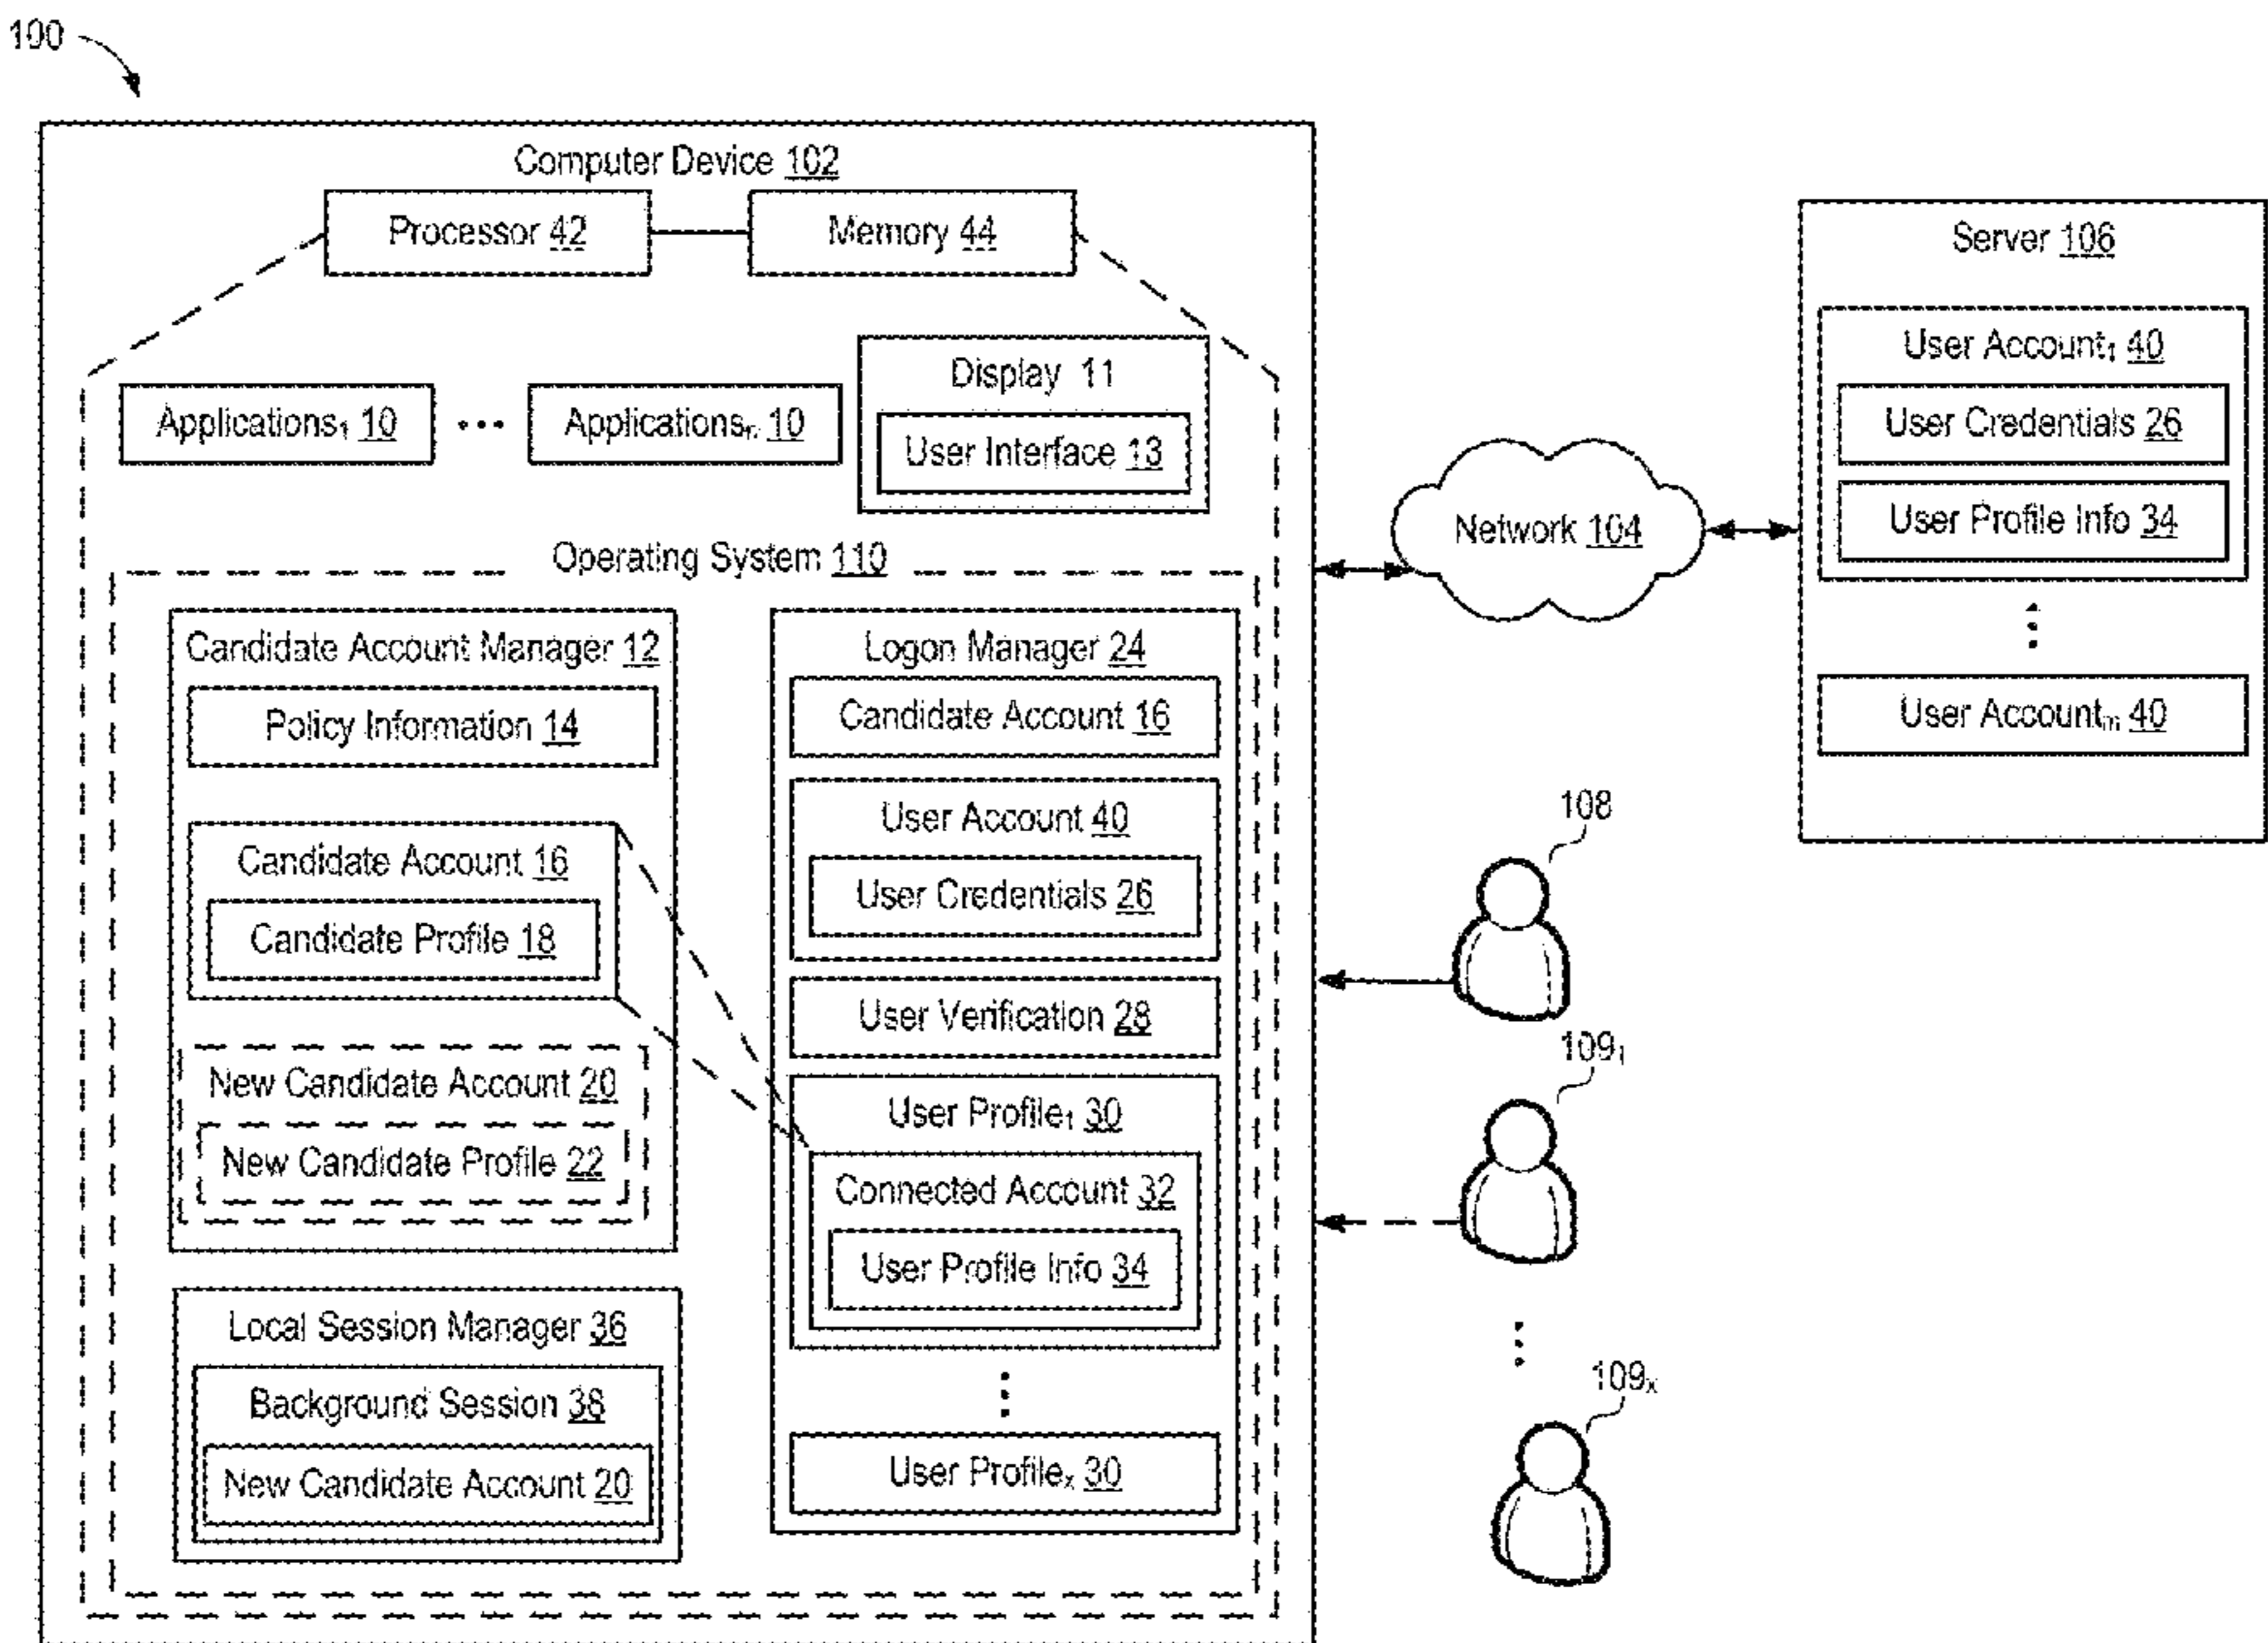 100
Computer Device 102
Processor 42
Memory 44
Applications₁ 10
...
Applicationsₙ 10
Display 11
User Interface 13
Operating System 110
Candidate Account Manager 12
Policy Information 14
Candidate Account 16
Candidate Profile 18
New Candidate Account 20
New Candidate Profile 22
Local Session Manager 36
Background Session 38
New Candidate Account 20
Logon Manager 24
Candidate Account 16
User Account 40
User Credentials 26
User Verification 28
User Profile₁ 30
Connected Account 32
User Profile Info 34
User Profileₓ 30
Network 104
Server 106
User Account₁ 40
User Credentials 26
User Profile Info 34
User Accountₘ 40
108
109₁
109ₓ